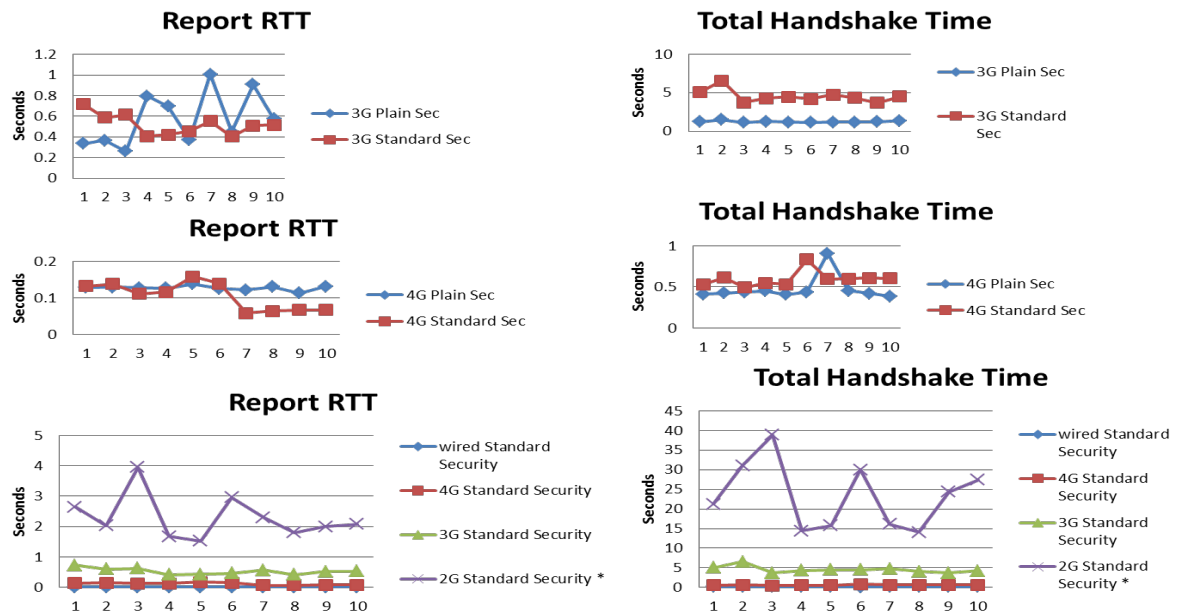 Report RTT
1.2
1
0.8
0.6
0.4
0.2
0
Seconds
1 2 3 4 5 6 7 8 9 10
3G Plain Sec
3G Standard Sec
Total Handshake Time
10
5
0
Seconds
1 2 3 4 5 6 7 8 9 10
3G Plain Sec
3G Standard
Sec
Report RTT
0.2
0.1
0
Seconds
1 2 3 4 5 6 7 8 9 10
4G Plain Sec
4G Standard Sec
Total Handshake Time
1
0.5
0
Seconds
1 2 3 4 5 6 7 8 9 10
4G Plain Sec
4G Standard Sec
Report RTT
5
4
3
2
1
0
Seconds
1 2 3 4 5 6 7 8 9 10
wired Standard
Security
4G Standard Security
3G Standard Security
2G Standard Security *
Total Handshake Time
45
40
35
30
25
20
15
10
5
0
Seconds
1 2 3 4 5 6 7 8 9 10
wired Standard
Security
4G Standard
Security
3G Standard
Security
2G Standard
Security *